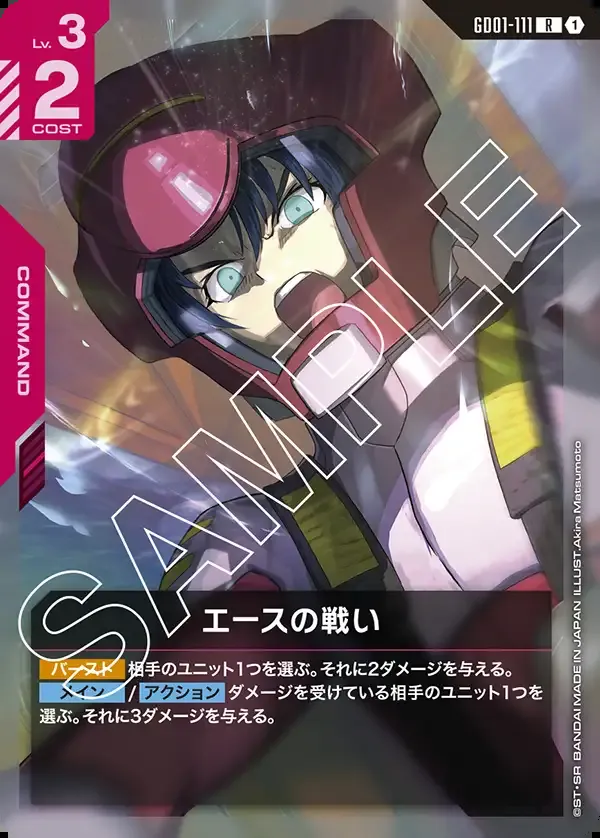 GD01-111 R 1
Lv. 3
2
COST
COMMAND
SAMPLE
エースの戦い
バースト 相手のユニット1つを選ぶ。それに2ダメージを与える。
メイン / アクション ダメージを受けている相手のユニット1つを
選ぶ。それに3ダメージを与える。
©ST・SR BANDAI MADE IN JAPAN ILLUST.Akira Matsumoto